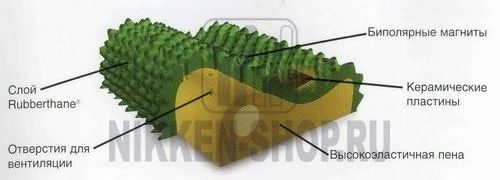 Биполярные магниты
Слой
Rubberthane®
Керамические
пластины
Отверстия для
вентиляции
Высокоэластичная пена
NIKKEN-SHOP.RU